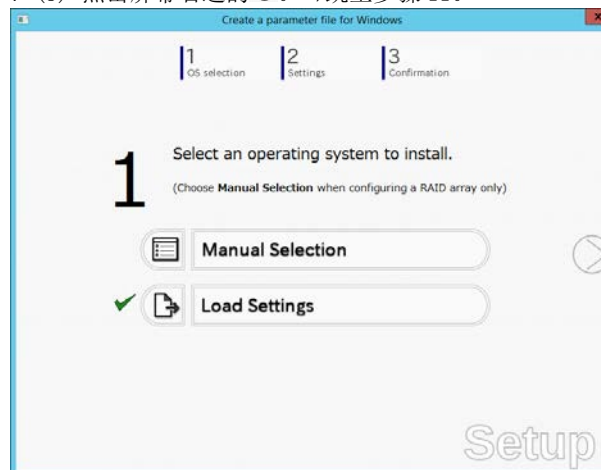 Create a parameter file for Windows
1
OS selection
2
Settings
3
Confirmation
1
Select an operating system to install.
(Choose Manual Selection when configuring a RAID array only)
Manual Selection
Load Settings
Setup